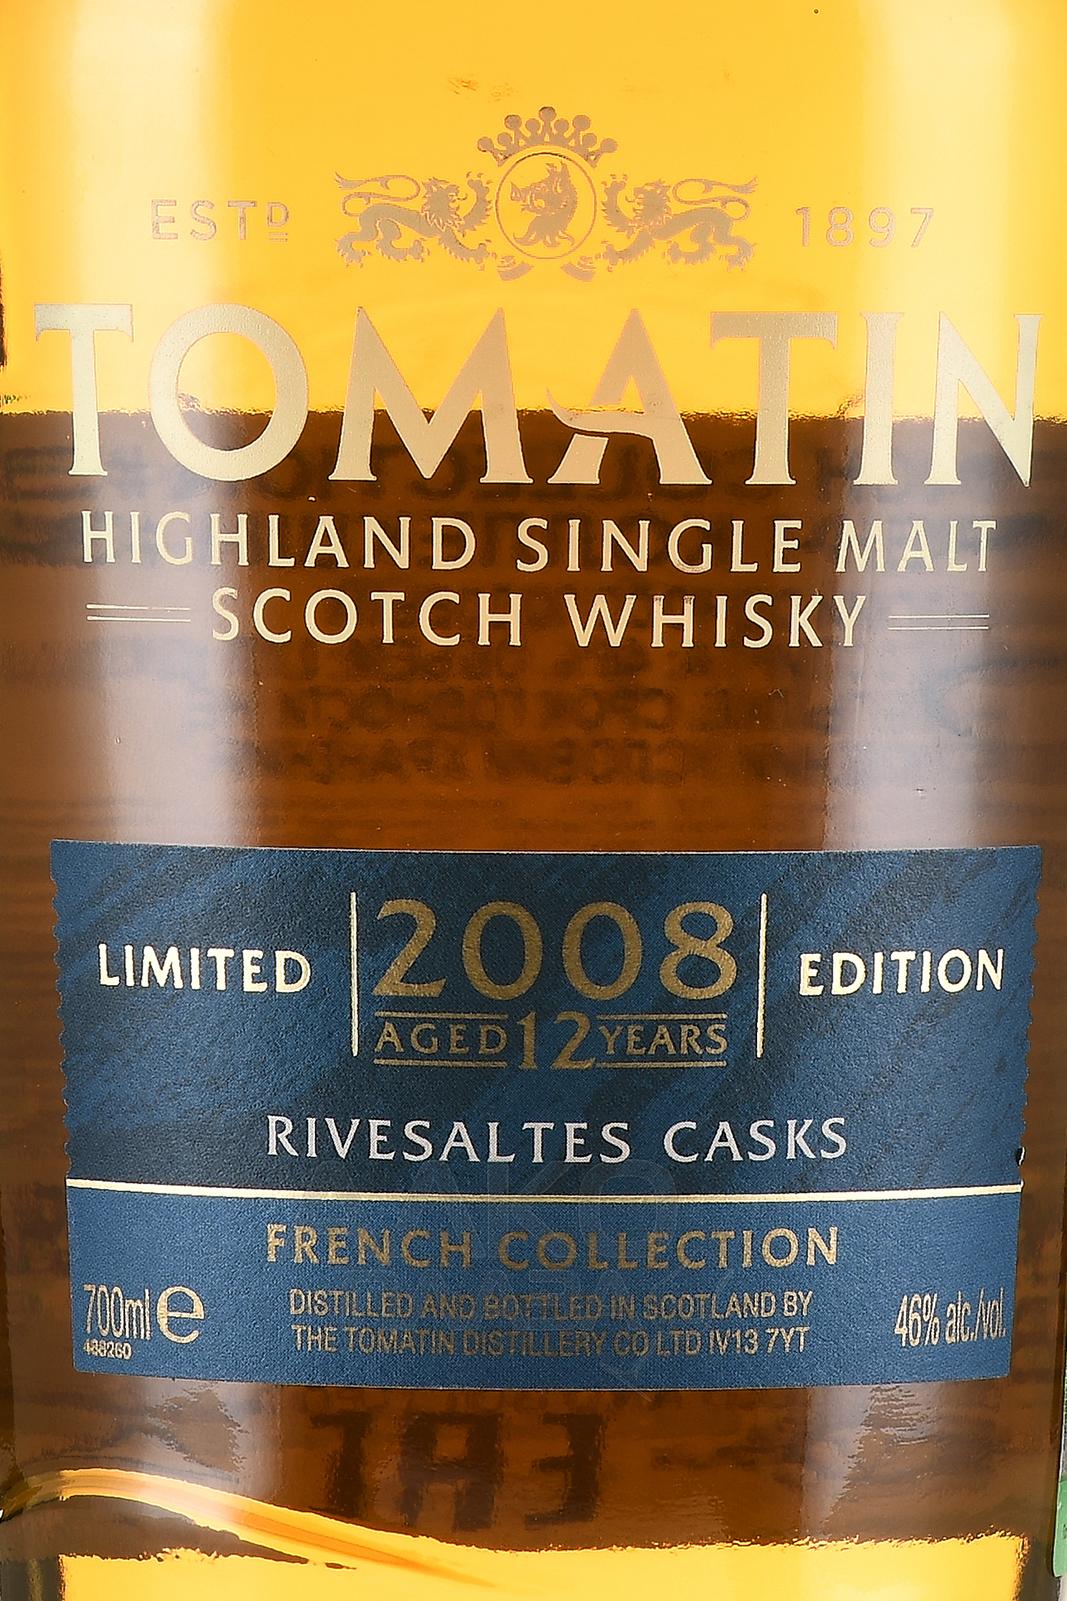 ESTD 1897
TOMATIN
HIGHLAND SINGLE MALT
SCOTCH WHISKY
LIMITED 2008 EDITION
AGED 12 YEARS
RIVESALTES CASKS
FRENCH COLLECTION
700ml e DISTILLED AND BOTTLED IN SCOTLAND BY 46% alc./vol.
488260 THE TOMATIN DISTILLERY CO LTD IV13 7YT